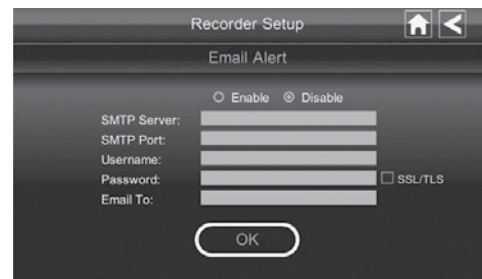 Recorder Setup
Email Alert
Enable Disable
SMTP Server:
SMTP Port:
Username:
Password: SSL/TLS
Email To:
OK